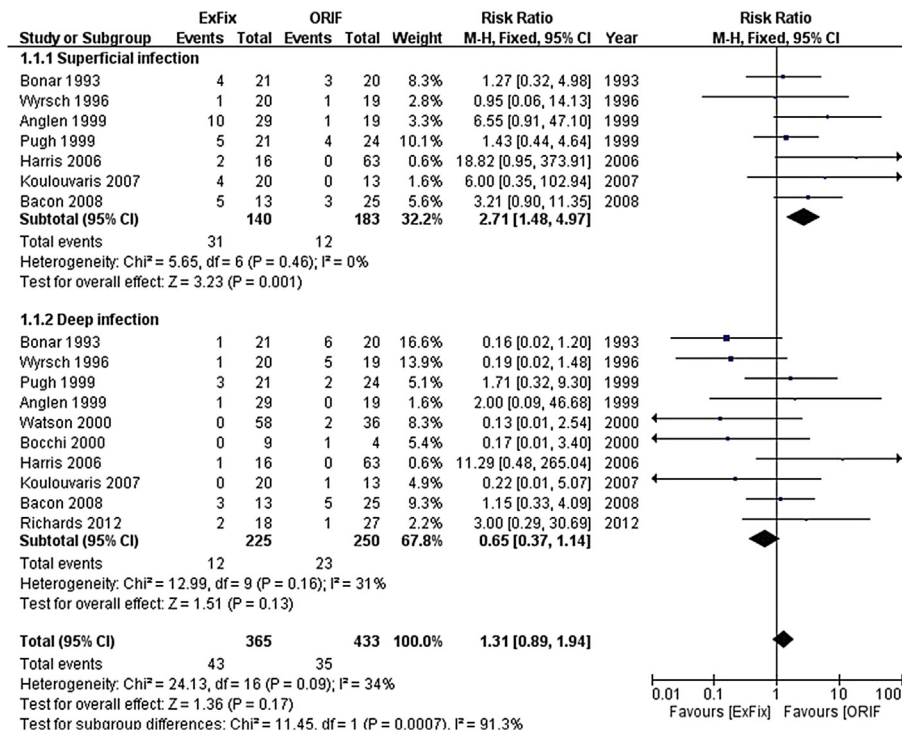 ExFix ORIF Risk Ratio Risk Ratio
Study or Subgroup Events Total Events Total Weight M-H, Fixed, 95% CI Year M-H, Fixed, 95% CI
1.1.1 Superficial infection
Bonar 1993 4 21 3 20 8.3% 1.27 [0.32, 4.98] 1993
Wyrsch 1996 1 20 1 19 2.8% 0.95 [0.06, 14.13] 1996
Anglen 1999 10 29 1 19 3.3% 6.55 [0.91, 47.10] 1999
Pugh 1999 5 21 4 24 10.1% 1.43 [0.44, 4.64] 1999
Harris 2006 2 16 0 63 0.6% 18.82 [0.95, 373.91] 2006
Koulouvaris 2007 4 20 0 13 1.6% 6.00 [0.35, 102.94] 2007
Bacon 2008 5 13 3 25 5.6% 3.21 [0.90, 11.35] 2008
Subtotal (95% CI) 140 183 32.2% 2.71 [1.48, 4.97]
Total events 31 12
Heterogeneity: Chi² = 5.65, df = 6 (P = 0.46); I² = 0%
Test for overall effect: Z = 3.23 (P = 0.001)
1.1.2 Deep infection
Bonar 1993 1 21 6 20 16.6% 0.16 [0.02, 1.20] 1993
Wyrsch 1996 1 20 5 19 13.9% 0.19 [0.02, 1.48] 1996
Pugh 1999 3 21 2 24 5.1% 1.71 [0.32, 9.30] 1999
Anglen 1999 1 29 0 19 1.6% 2.00 [0.09, 46.68] 1999
Watson 2000 0 58 2 36 8.3% 0.13 [0.01, 2.54] 2000
Bocchi 2000 0 9 1 4 5.4% 0.17 [0.01, 3.40] 2000
Harris 2006 1 16 0 63 0.6% 11.29 [0.48, 265.04] 2006
Koulouvaris 2007 0 20 1 13 4.9% 0.22 [0.01, 5.07] 2007
Bacon 2008 3 13 5 25 9.3% 1.15 [0.33, 4.09] 2008
Richards 2012 2 18 1 27 2.2% 3.00 [0.29, 30.69] 2012
Subtotal (95% CI) 225 250 67.8% 0.65 [0.37, 1.14]
Total events 12 23
Heterogeneity: Chi² = 12.99, df = 9 (P = 0.16); I² = 31%
Test for overall effect: Z = 1.51 (P = 0.13)
Total (95% CI) 365 433 100.0% 1.31 [0.89, 1.94]
Total events 43 35
Heterogeneity: Chi² = 24.13, df = 16 (P = 0.09); I² = 34%
Test for overall effect: Z = 1.36 (P = 0.17)
Test for subgroup differences: Chi² = 11.45, df = 1 (P = 0.0007), I² = 91.3%
0.01 0.1 1 10 100
Favours [ExFix] Favours [ORIF